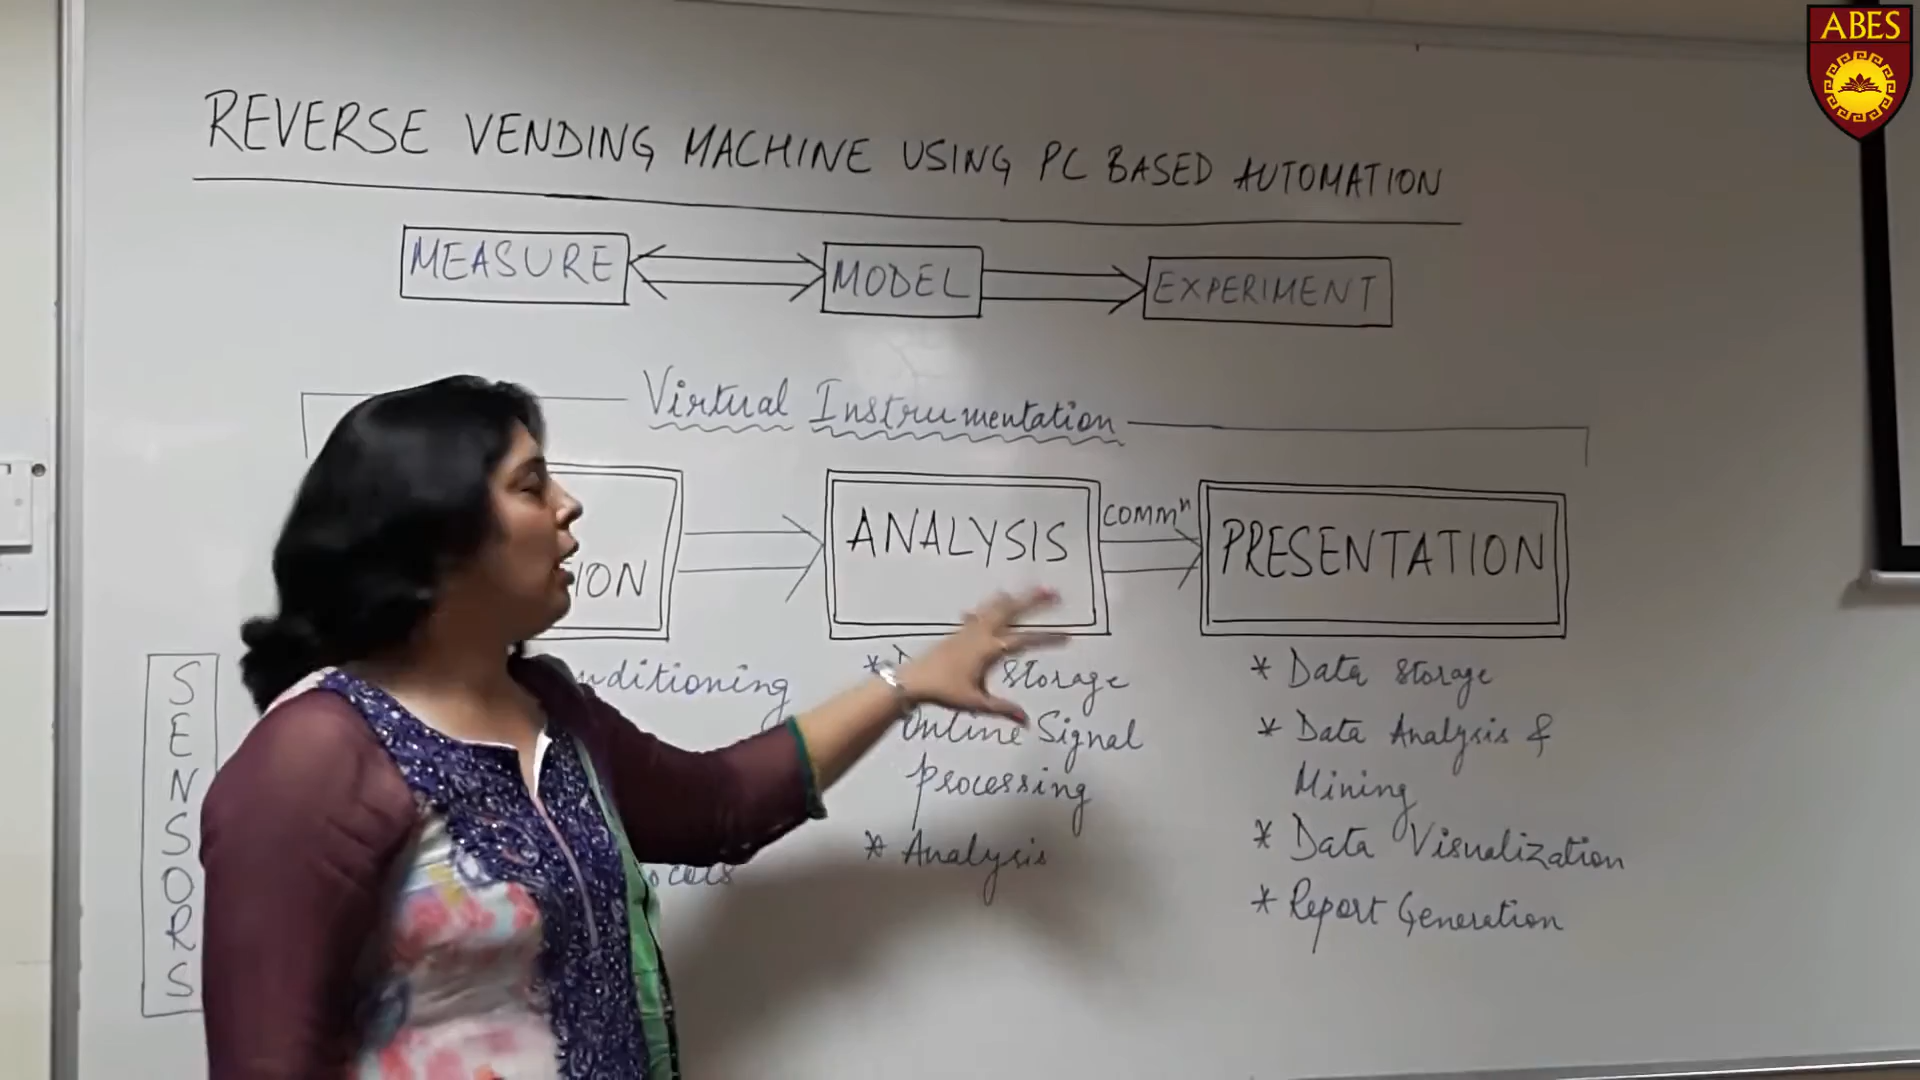 ABES
REVERSE VENDING MACHINE USING PC BASED AUTOMATION
MEASURE
MODEL
EXPERIMENT
Virtual Instrumentation
ION
ANALYSIS
commⁿ
PRESENTATION
SENSORS
nditioning
* Storage
Online Signal
processing
* Analysis
* Data Storage
* Data Analysis &
Mining
* Data Visualization
* Report Generation